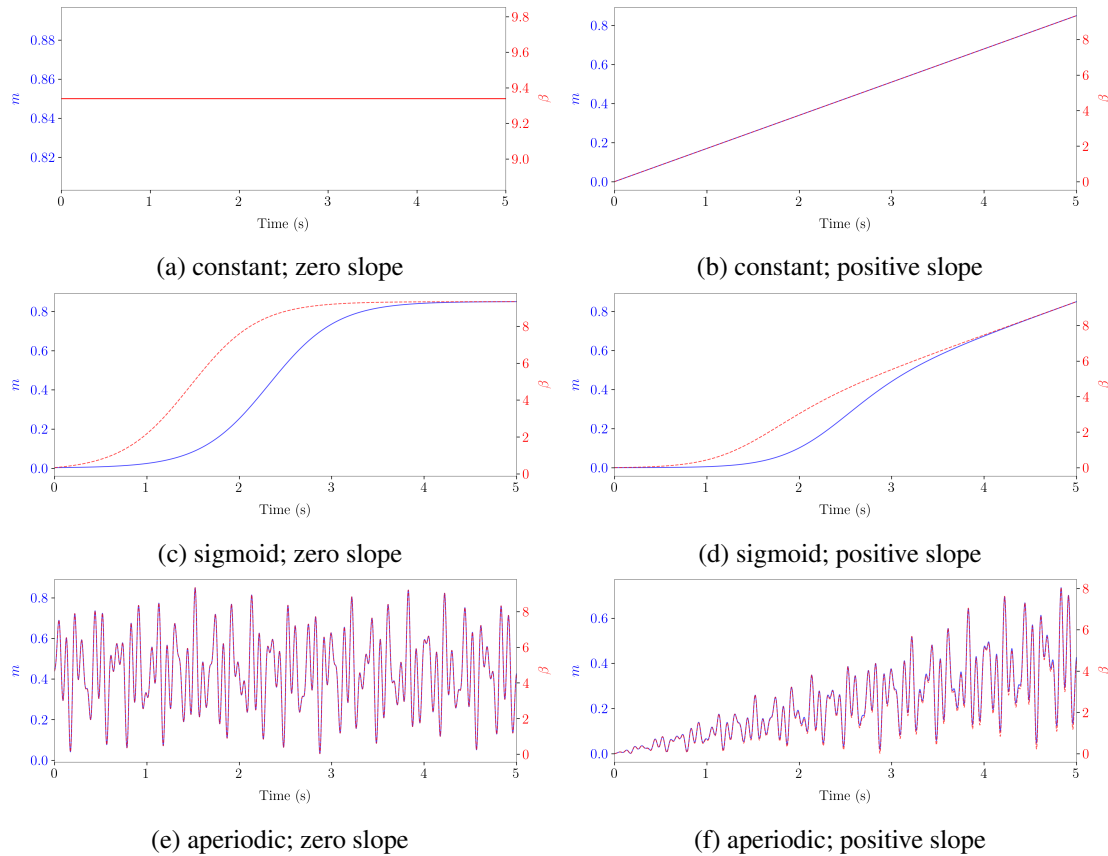 0.88
0.86
0.84
0.82
m
9.8
9.6
9.4
9.2
9.0
β
0 1 2 3 4 5
Time (s)
(a) constant; zero slope
0.8
0.6
0.4
0.2
0.0
m
8
6
4
2
0
β
0 1 2 3 4 5
Time (s)
(b) constant; positive slope
0.8
0.6
0.4
0.2
0.0
m
8
6
4
2
0
β
0 1 2 3 4 5
Time (s)
(c) sigmoid; zero slope
0.8
0.6
0.4
0.2
0.0
m
8
6
4
2
0
β
0 1 2 3 4 5
Time (s)
(d) sigmoid; positive slope
0.8
0.6
0.4
0.2
0.0
m
8
6
4
2
0
β
0 1 2 3 4 5
Time (s)
(e) aperiodic; zero slope
0.6
0.4
0.2
0.0
m
8
6
4
2
0
β
0 1 2 3 4 5
Time (s)
(f) aperiodic; positive slope